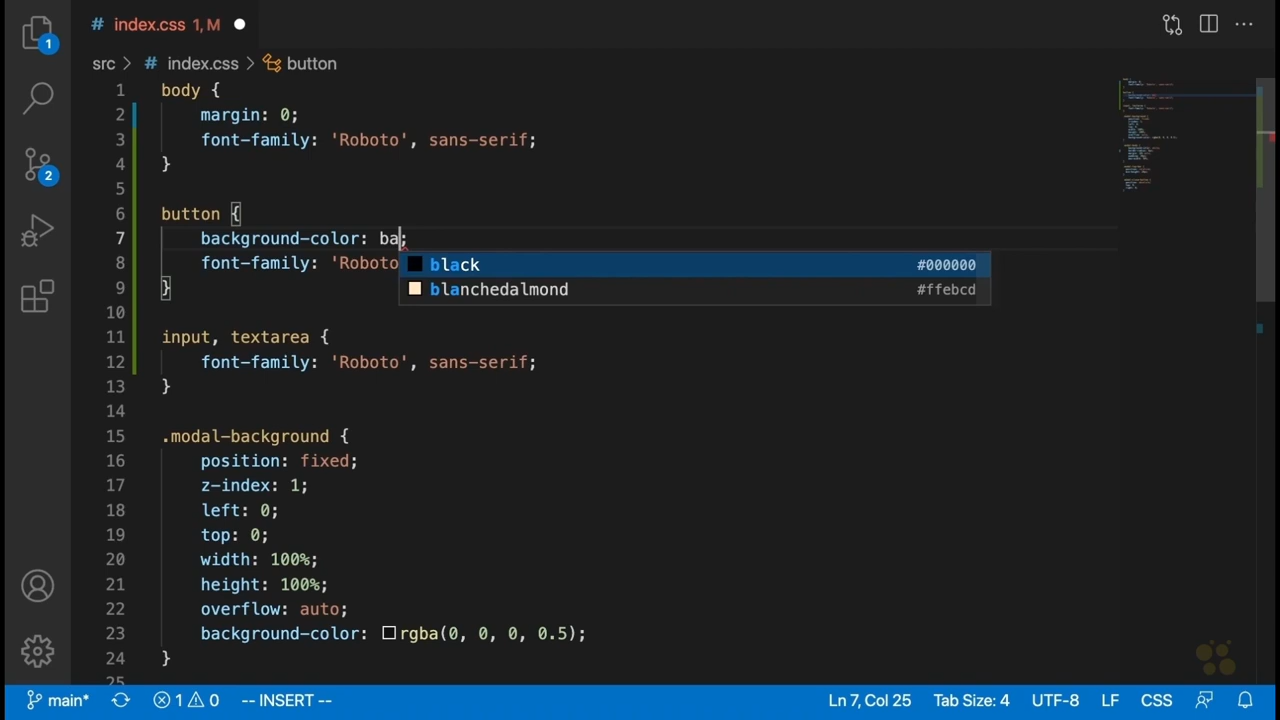 index.css 1, M
src > index.css > button
1 body {
2 margin: 0;
3 font-family: 'Roboto', sans-serif;
4 }
5
6 button {
7 background-color: ba;
8 font-family: 'Roboto
black #000000
blanchedalmond #ffebcd
9 }
10
11 input, textarea {
12 font-family: 'Roboto', sans-serif;
13 }
14
15 .modal-background {
16 position: fixed;
17 z-index: 1;
18 left: 0;
19 top: 0;
20 width: 100%;
21 height: 100%;
22 overflow: auto;
23 background-color: rgba(0, 0, 0, 0.5);
24 }
25
1
2
main* 1 0 -- INSERT -- Ln 7, Col 25 Tab Size: 4 UTF-8 LF CSS